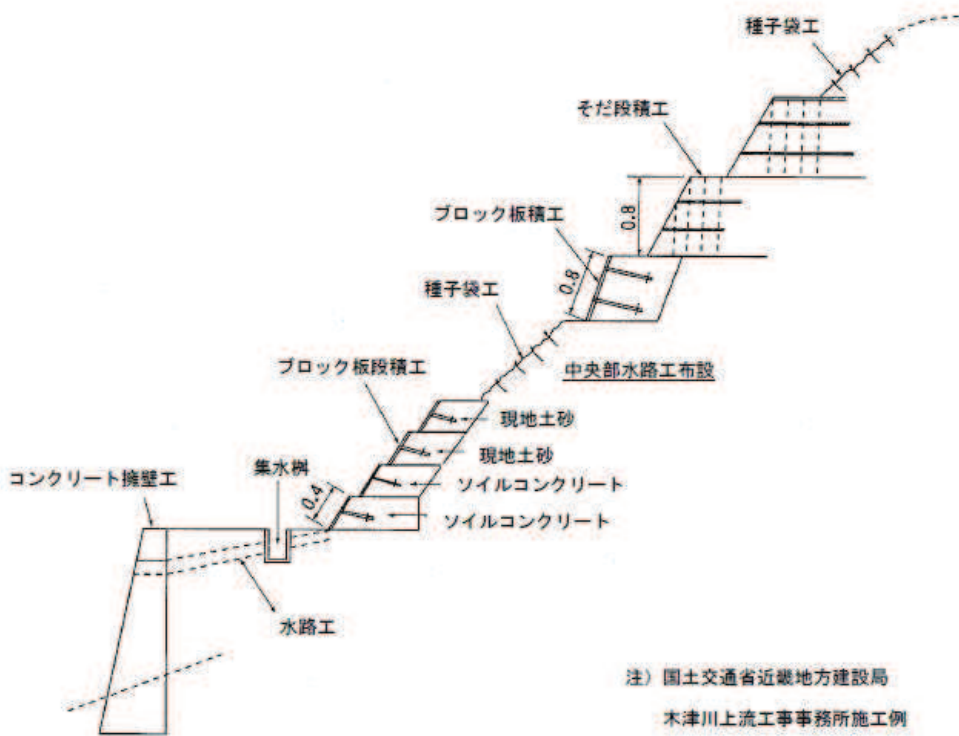 種子袋工
そだ段積工
ブロック板積工
0.8
0.8
種子袋工
中央部水路工布設
ブロック板段積工
現地土砂
現地土砂
集水桝
コンクリート擁壁工
0.4
ソイルコンクリート
ソイルコンクリート
水路工
注）国土交通省近畿地方建設局
木津川上流工事事務所施工例